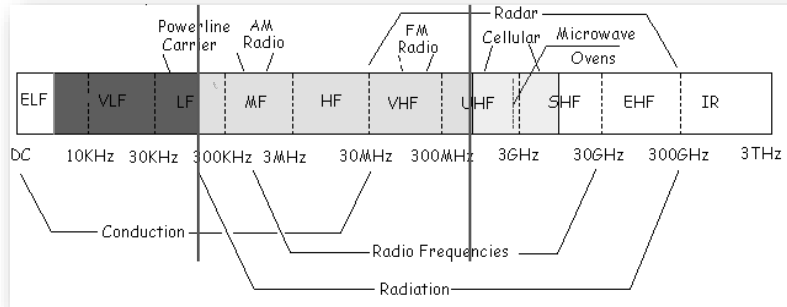 Radar
Powerline
Carrier
AM
Radio
FM
Radio
Cellular
Microwave
Ovens
ELF VLF LF MF HF VHF UHF SHF EHF IR
DC 10KHz 30KHz 300KHz 3MHz 30MHz 300MHz 3GHz 30GHz 300GHz 3THz
Conduction
Radio Frequencies
Radiation